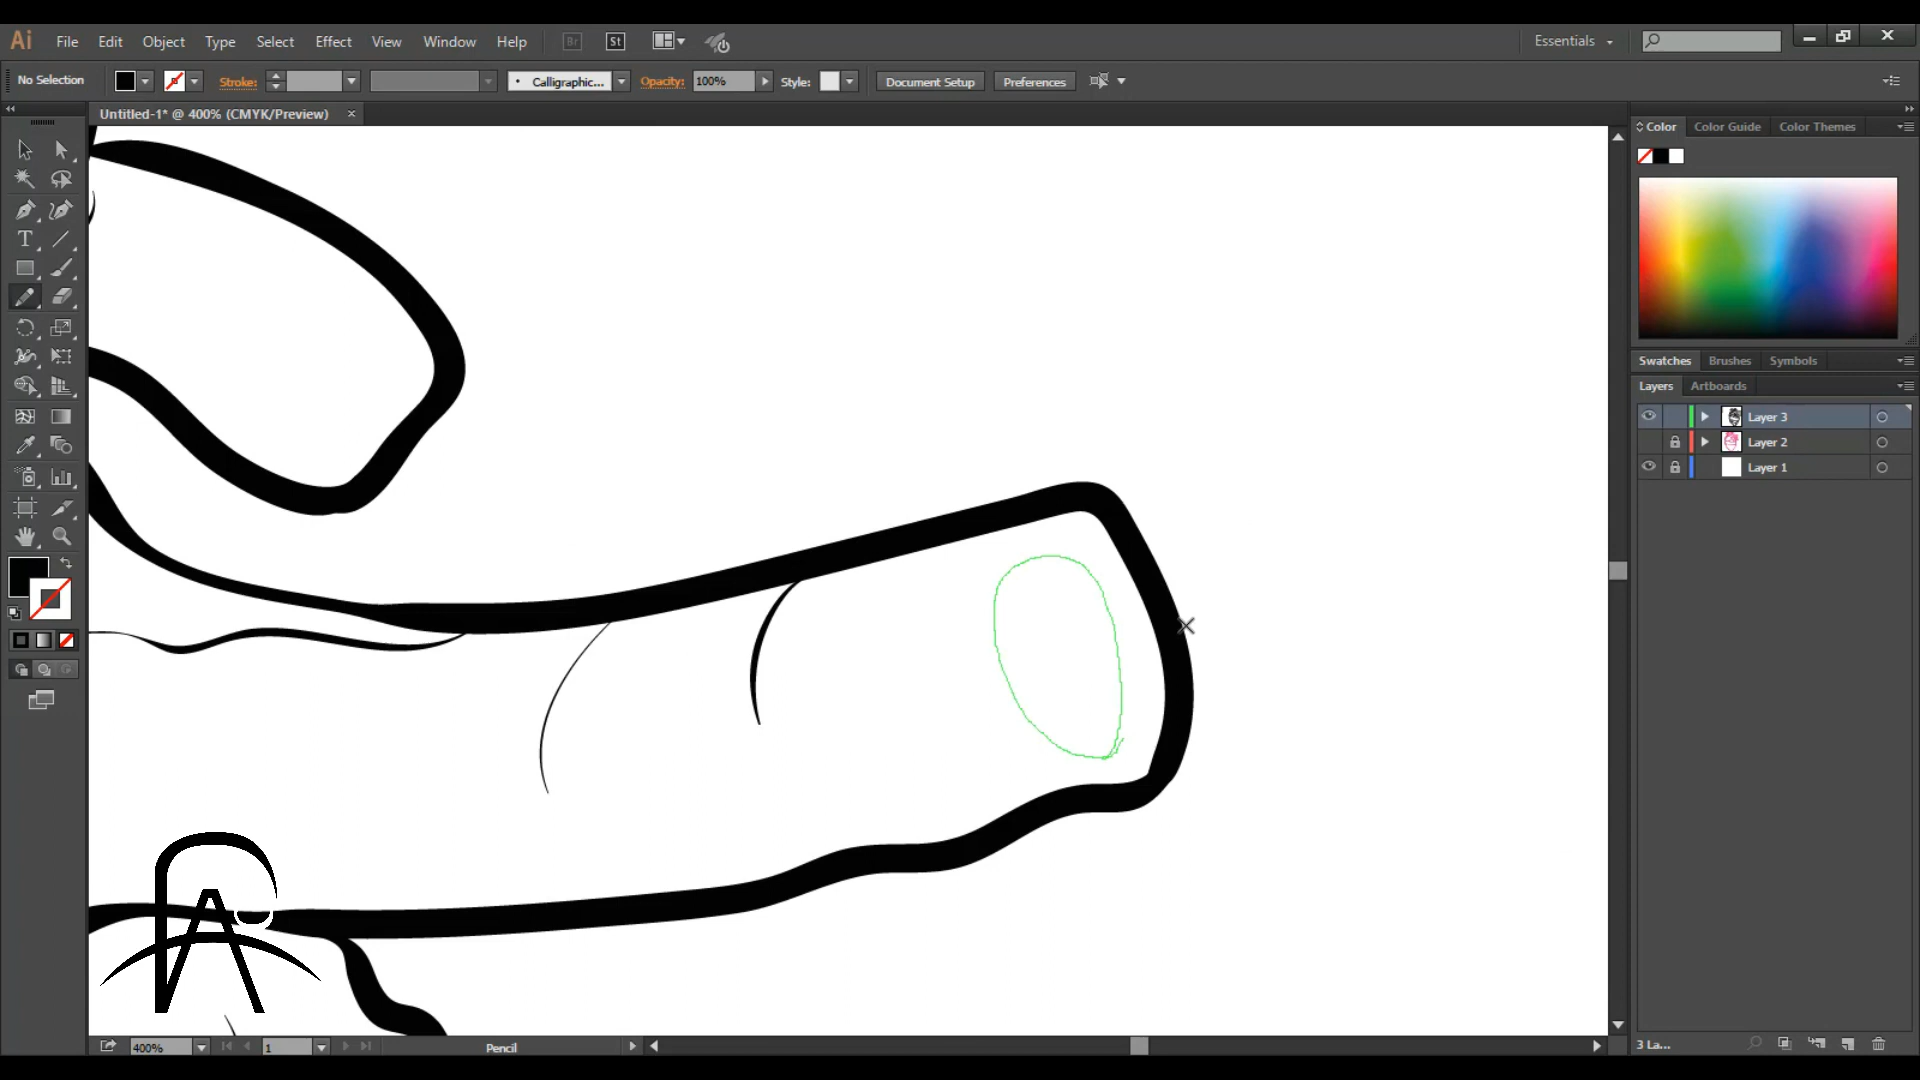 Ai File Edit Object Type Select Effect View Window Help Br St Essentials
No Selection Stroke: Calligraphic... Opacity: 100% Style: Document Setup Preferences
Untitled-1* @ 400% (CMYK/Preview)
Color Color Guide Color Themes
Swatches Brushes Symbols
Layers Artboards
Layer 3
Layer 2
Layer 1
400% 1 Pencil 3 La...